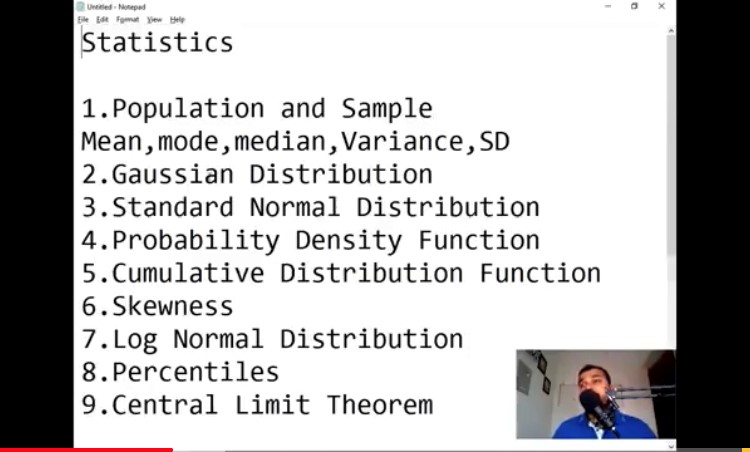 Untitled - Notepad
File Edit Format View Help
Statistics
1.Population and Sample
Mean,mode,median,Variance,SD
2.Gaussian Distribution
3.Standard Normal Distribution
4.Probability Density Function
5.Cumulative Distribution Function
6.Skewness
7.Log Normal Distribution
8.Percentiles
9.Central Limit Theorem